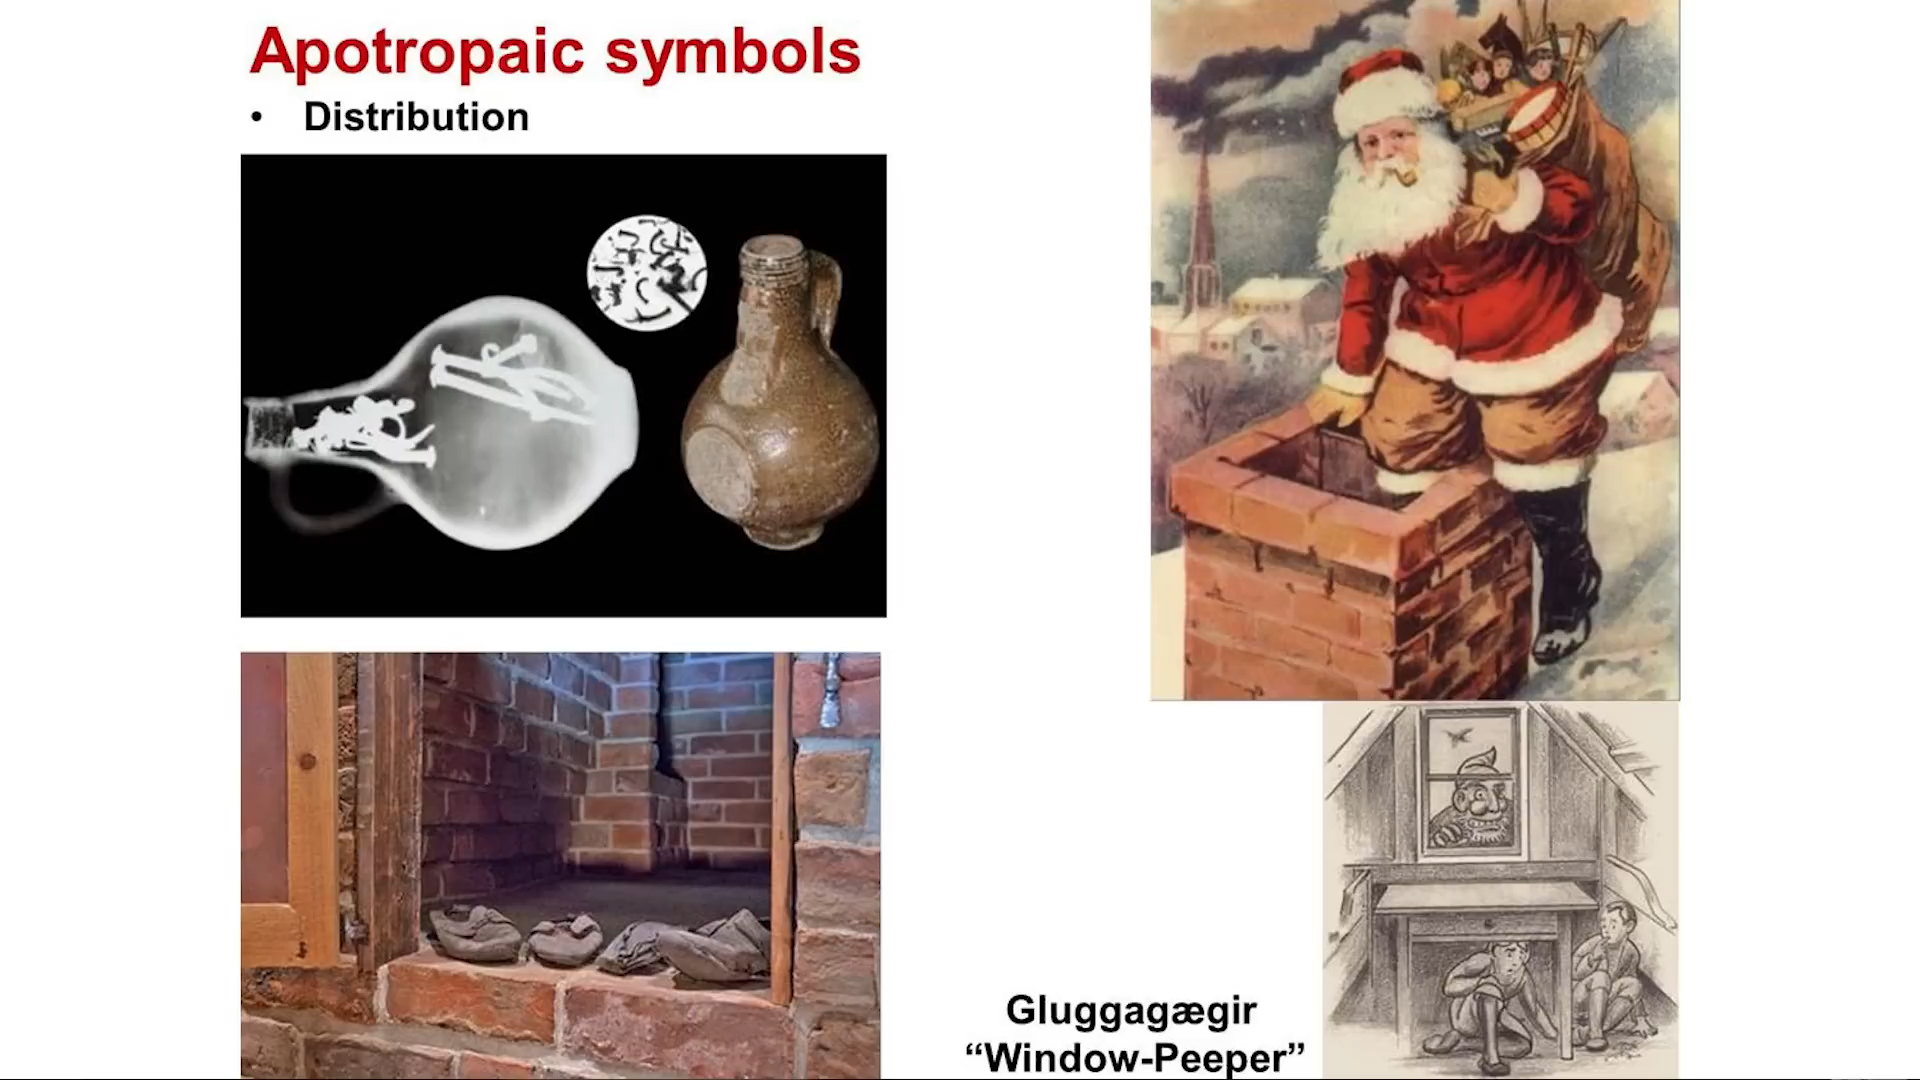 Apotropaic symbols
• Distribution
Gluggagægir
“Window-Peeper”